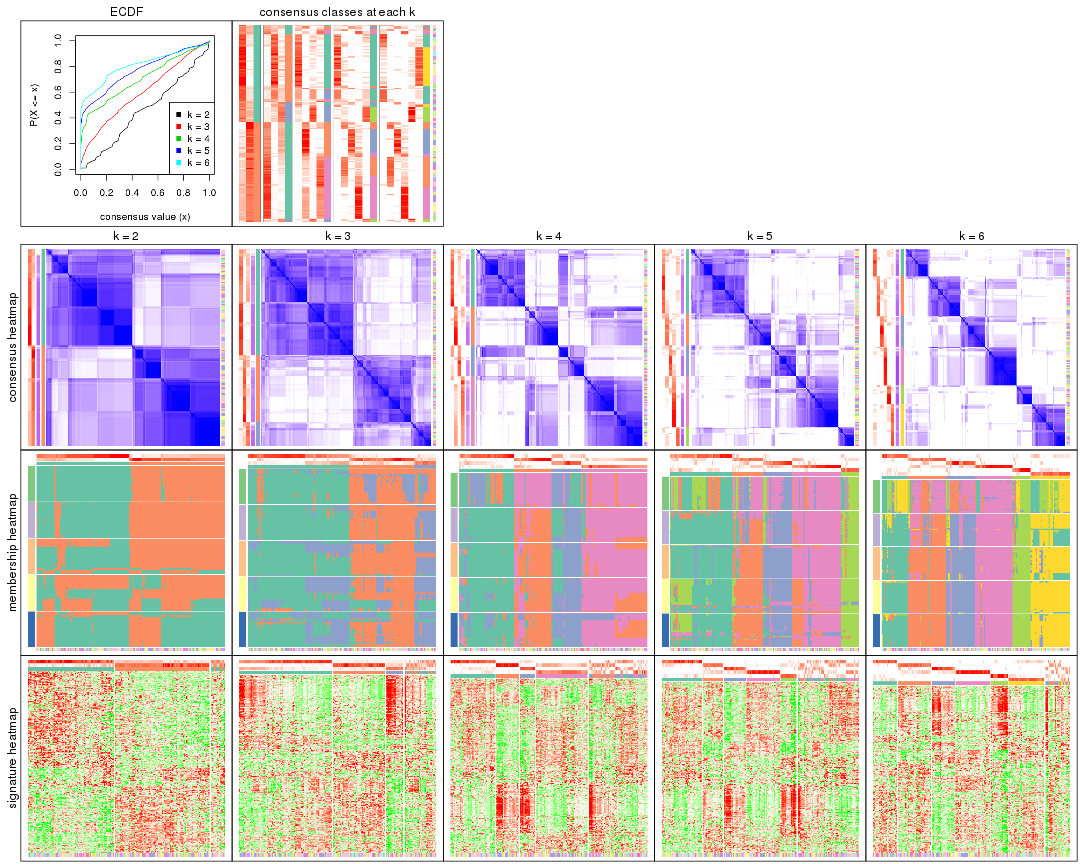 ECDF
consensus classes at each k
P(X <= x)
0.0 0.2 0.4 0.6 0.8 1.0
k = 2
k = 3
k = 4
k = 5
k = 6
0.0 0.2 0.4 0.6 0.8 1.0
consensus value (x)
k = 2 k = 3 k = 4 k = 5 k = 6
consensus heatmap
membership heatmap
signature heatmap